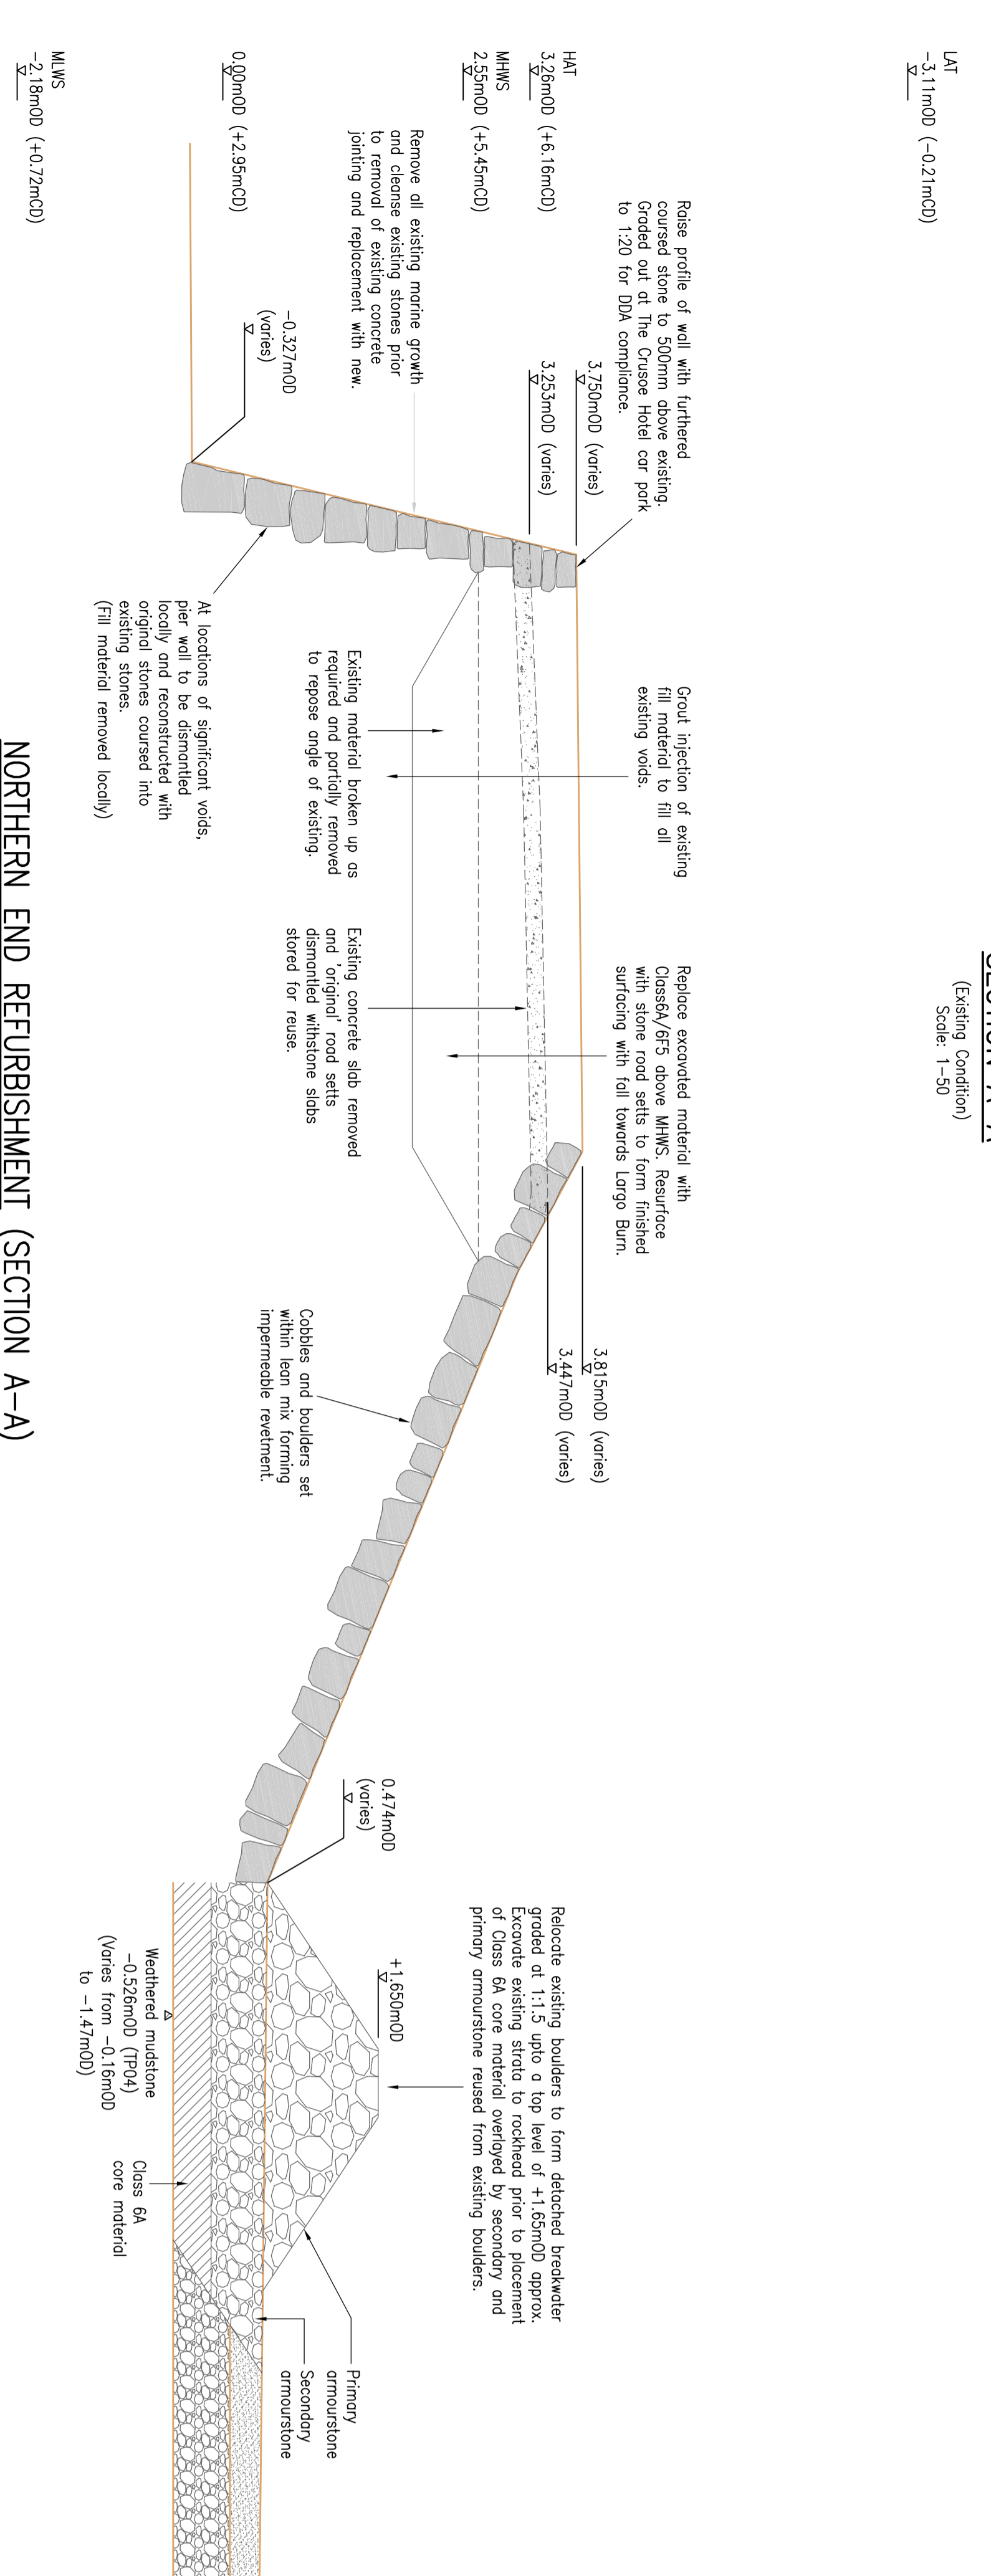 LAT
-3.11mOD (-0.21mCD)
(Existing Condition)
Scale: 1-50
Raise profile of wall with furthered
coursed stone to 500mm above existing.
Graded out at The Crusoe Hotel car park
to 1:20 for DDA compliance.
Grout injection of existing
fill material to fill all
existing voids.
Replace excavated material with
Class6A/6F5 above MHWS. Resurface
with stone road setts to form finished
surfacing with fall towards Largo Burn.
HAT
3.26mOD (+6.16mCD)
MHWS
2.55mOD (+5.45mCD)
3.750mOD (varies)
3.253mOD (varies)
3.815mOD (varies)
3.447mOD (varies)
Relocate existing boulders to form detached breakwater
graded at 1:1.5 upto a top level of +1.65mOD approx.
Excavate existing strata to rockhead prior to placement
of Class 6A core material overlayed by secondary and
primary armourstone reused from existing boulders.
Remove all existing marine growth
and cleanse existing stones prior
to removal of existing concrete
jointing and replacement with new.
+1.650mOD
0.474mOD
(varies)
Existing material broken up as
required and partially removed
to repose angle of existing.
Existing concrete slab removed
and 'original' road setts
dismantled withstone slabs
stored for reuse.
Cobbles and boulders set
within lean mix forming
impermeable revetment.
Primary
armourstone
Secondary
armourstone
-0.327mOD
(varies)
0.00mOD (+2.95mCD)
At locations of significant voids,
pier wall to be dismantled
locally and reconstructed with
original stones coursed into
existing stones.
(Fill material removed locally)
Weathered mudstone
-0.526mOD (TP04)
(Varies from -0.16mOD
to -1.47mOD)
Class 6A
core material
MLWS
-2.18mOD (+0.72mCD)
NORTHERN END REFURBISHMENT (SECTION A-A)